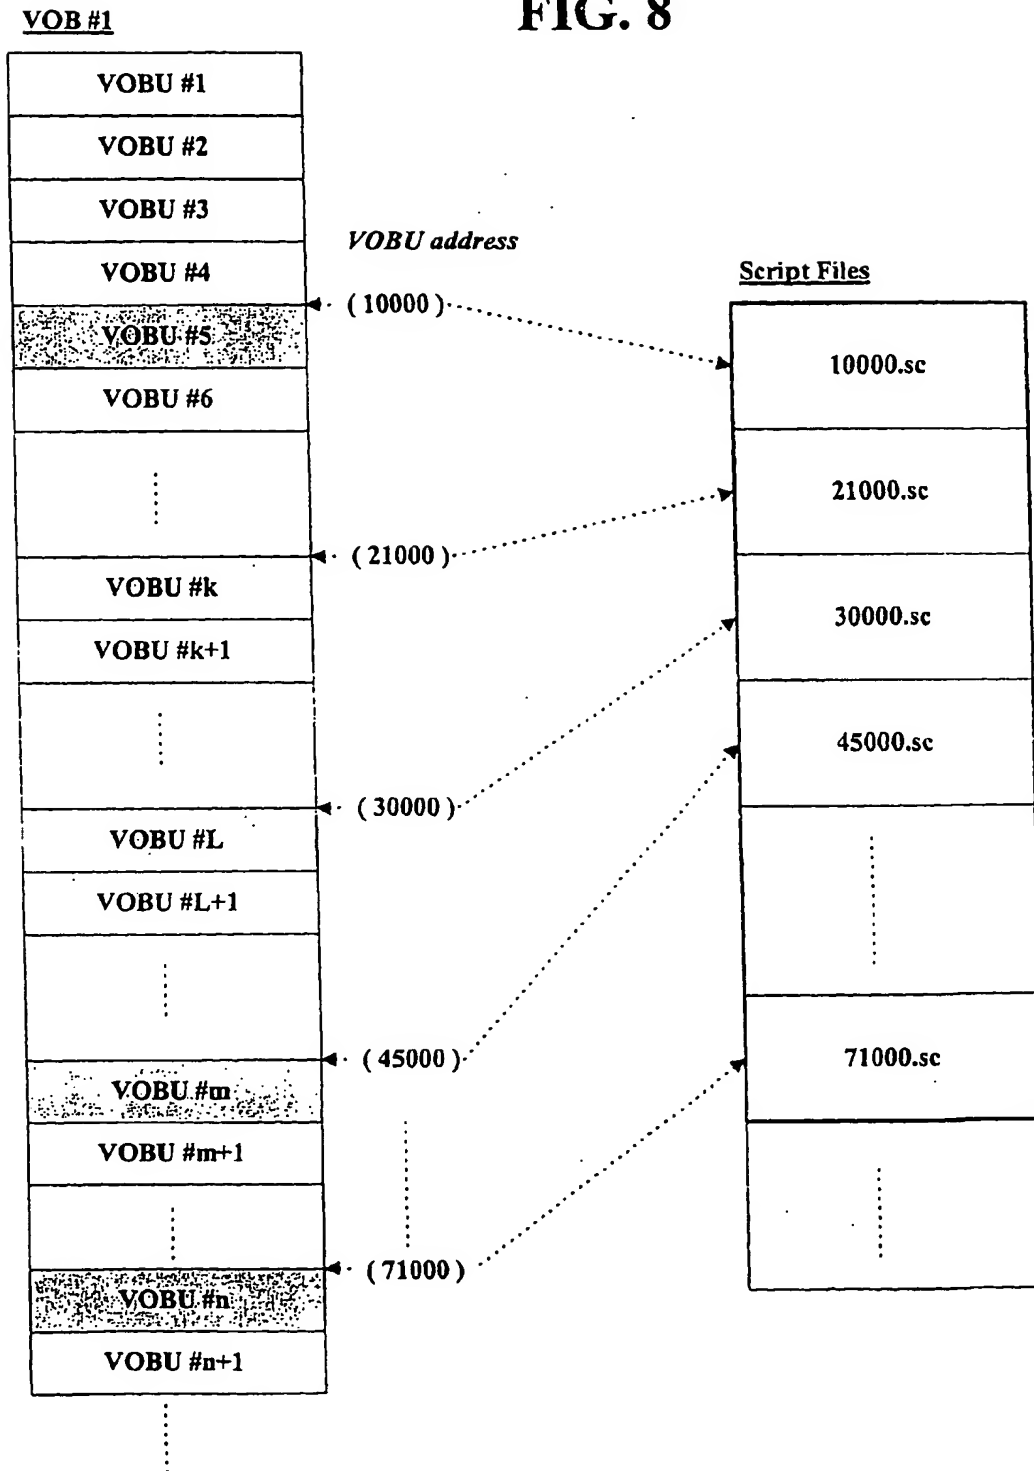 FIG. 8
VOB #1
VOBU #1
VOBU #2
VOBU #3
VOBU #4
VOBU #5
VOBU #6
VOBU #k
VOBU #k+1
VOBU #L
VOBU #L+1
VOBU #m
VOBU #m+1
VOBU #n
VOBU #n+1
VOBU address
(10000)
(21000)
(30000)
(45000)
(71000)
Script Files
10000.sc
21000.sc
30000.sc
45000.sc
71000.sc